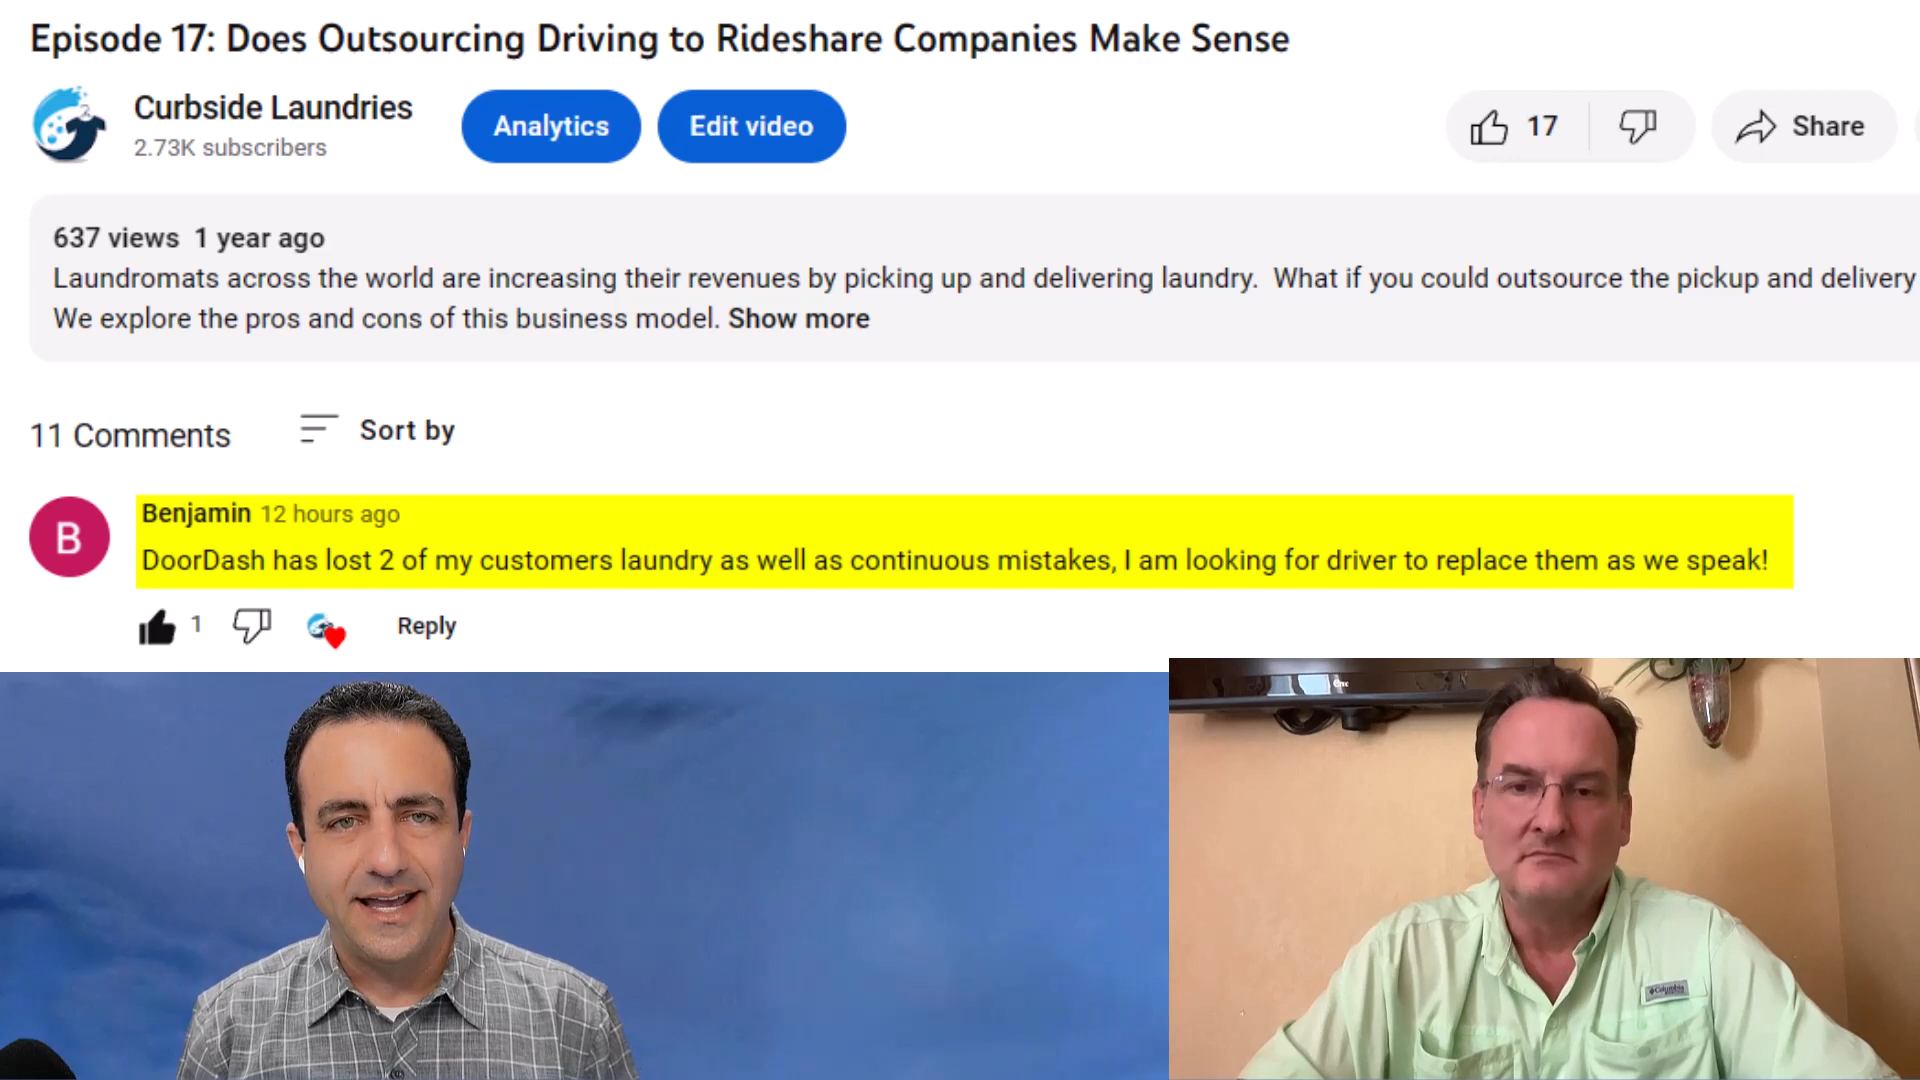 Episode 17: Does Outsourcing Driving to Rideshare Companies Make Sense
Curbside Laundries
2.73K subscribers
Analytics
Edit video
17
Share
637 views 1 year ago
Laundromats across the world are increasing their revenues by picking up and delivering laundry. What if you could outsource the pickup and delivery
We explore the pros and cons of this business model. Show more
11 Comments
Sort by
B
Benjamin 12 hours ago
DoorDash has lost 2 of my customers laundry as well as continuous mistakes, I am looking for driver to replace them as we speak!
1
Reply
Columbia